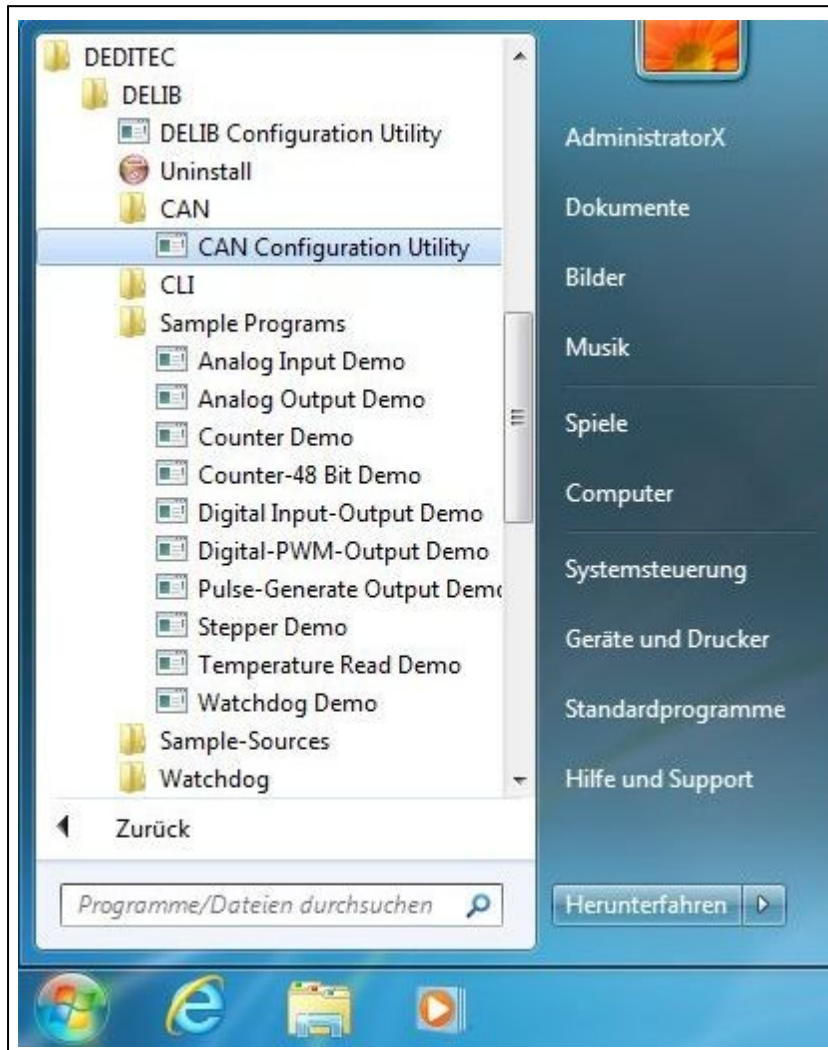 DEDITEC
DELIB
DELIB Configuration Utility
Uninstall
CAN
CAN Configuration Utility
CLI
Sample Programs
Analog Input Demo
Analog Output Demo
Counter Demo
Counter-48 Bit Demo
Digital Input-Output Demo
Digital-PWM-Output Demo
Pulse-Generate Output Demo
Stepper Demo
Temperature Read Demo
Watchdog Demo
Sample-Sources
Watchdog
Zurück
Programme/Dateien durchsuchen
AdministratorX
Dokumente
Bilder
Musik
Spiele
Computer
Systemsteuerung
Geräte und Drucker
Standardprogramme
Hilfe und Support
Herunterfahren